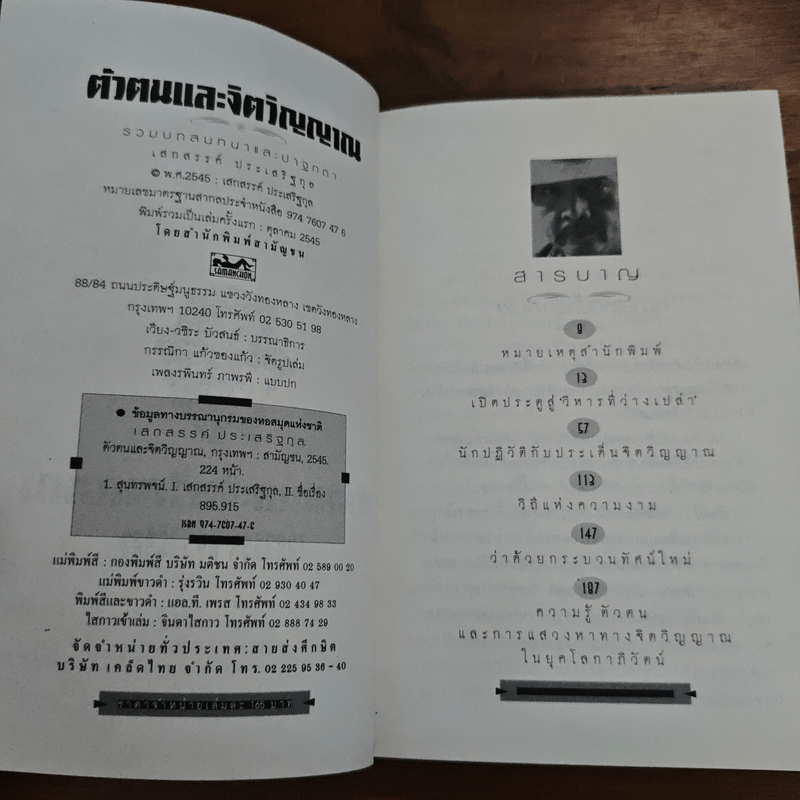 ตัวตนและจิตวิญญาณ
รวมบทสนทนาและปาฐกถา
เสกสรรค์ ประเสริฐกุล
© พ.ศ.2545 : เสกสรรค์ ประเสริฐกุล
หมายเลขมาตรฐานสากลประจำหนังสือ 974 7607 47 6
พิมพ์รวมเป็นเล่มครั้งแรก : ตุลาคม 2545
โดยสำนักพิมพ์สามัญชน
SAMANCHON
88/84 ถนนประดิษฐ์มนูธรรม แขวงวังทองหลาง เขตวังทองหลาง
กรุงเทพฯ 10240 โทรศัพท์ 02 530 51 98
เวียง-วชิระ บัวสนธ์ : บรรณาธิการ
กรรณิกา แก้วของแก้ว : จัดรูปเล่ม
เพลงรพินทร์ ภาพรพี : แบบปก
● ข้อมูลทางบรรณานุกรมของหอสมุดแห่งชาติ
เสกสรรค์ ประเสริฐกุล.
ตัวตนและจิตวิญญาณ, กรุงเทพฯ : สามัญชน, 2545.
224 หน้า.
1. สุนทรพจน์. I. เสกสรรค์ ประเสริฐกุล, II. ชื่อเรื่อง
895.915
ISBN 974-7607-47-6
แม่พิมพ์สี : กองพิมพ์สี บริษัท มติชน จำกัด โทรศัพท์ 02 589 00 20
แม่พิมพ์ขาวดำ : รุ่งรวิน โทรศัพท์ 02 930 40 47
พิมพ์สีและขาวดำ : แอล.ที. เพรส โทรศัพท์ 02 434 98 33
ไสกาวเข้าเล่ม : จินดาไสกาว โทรศัพท์ 02 888 74 29
จัดจำหน่ายทั่วประเทศ:สายส่งศึกษิต
บริษัท เคล็ดไทย จำกัด โทร. 02 225 95 36-40
ราคาจำหน่ายเล่มละ 165 บาท
สารบาญ
9
หมายเหตุสำนักพิมพ์
13
เปิดประตูสู่ 'วิหารที่ว่างเปล่า'
57
นักปฏิวัติกับประเด็นจิตวิญญาณ
113
วิถีแห่งความงาม
147
ว่าด้วยกระบวนทัศน์ใหม่
187
ความรู้ ตัวตน
และการแสวงหาทางจิตวิญญาณ
ในยุคโลกาภิวัตน์